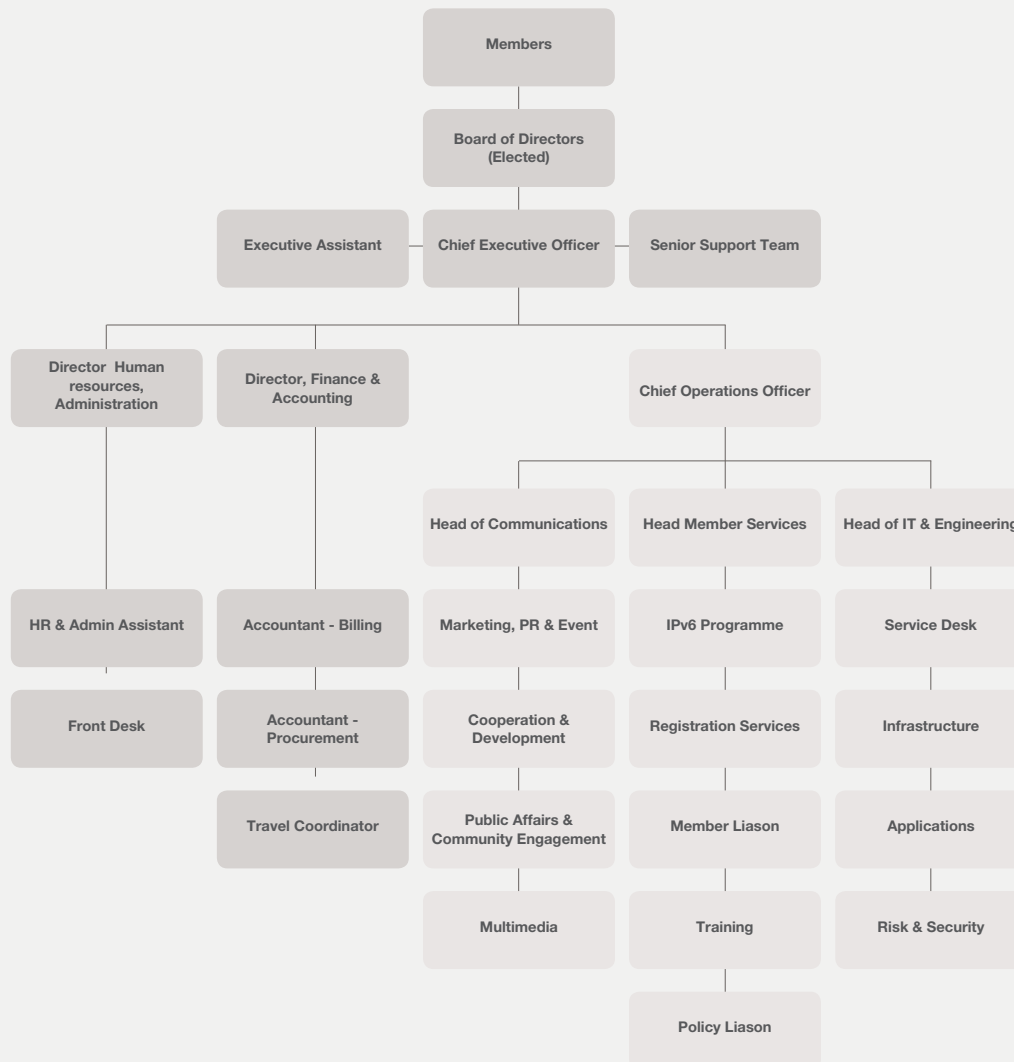 Members
Board of Directors
(Elected)
Executive Assistant
Chief Executive Officer
Senior Support Team
Director  Human
resources,
Administration
Director, Finance &
Accounting
Chief Operations Officer
Head of Communications
Head Member Services
Head of IT & Engineering
HR & Admin Assistant
Accountant - Billing
Marketing, PR & Event
IPv6 Programme
Service Desk
Front Desk
Accountant -
Procurement
Cooperation &
Development
Registration Services
Infrastructure
Travel Coordinator
Public Affairs &
Community Engagement
Member Liason
Applications
Multimedia
Training
Risk & Security
Policy Liason